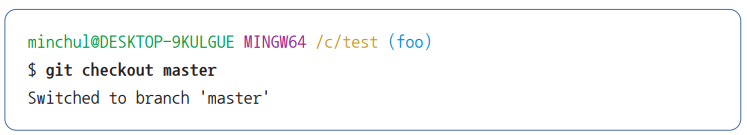 minchul@DESKTOP-9KULGUE MINGW64 /c/test (foo)
$ git checkout master
Switched to branch 'master'